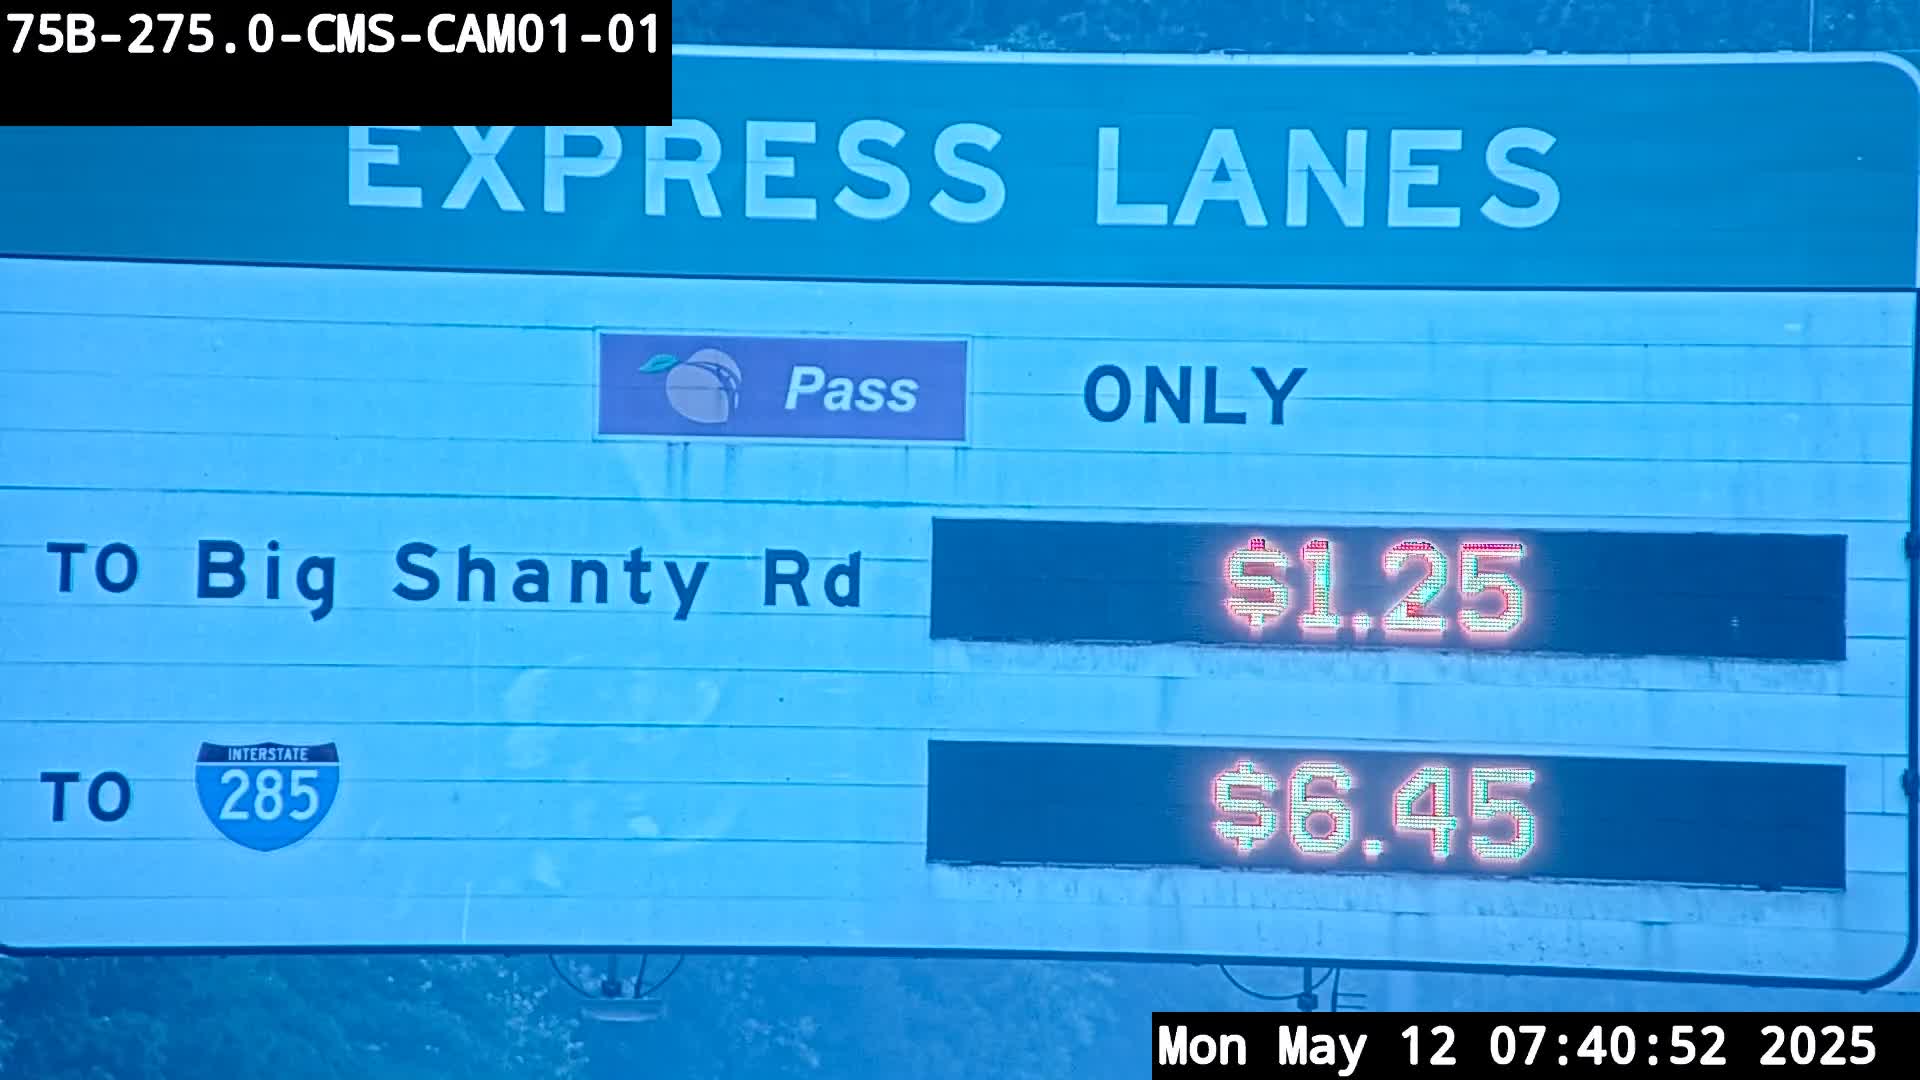 75B-275.0-CMS-CAM01-01
EXPRESS LANES
Pass ONLY
TO Big Shanty Rd $1.25
TO INTERSTATE 285 $6.45
Mon May 12 07:40:52 2025